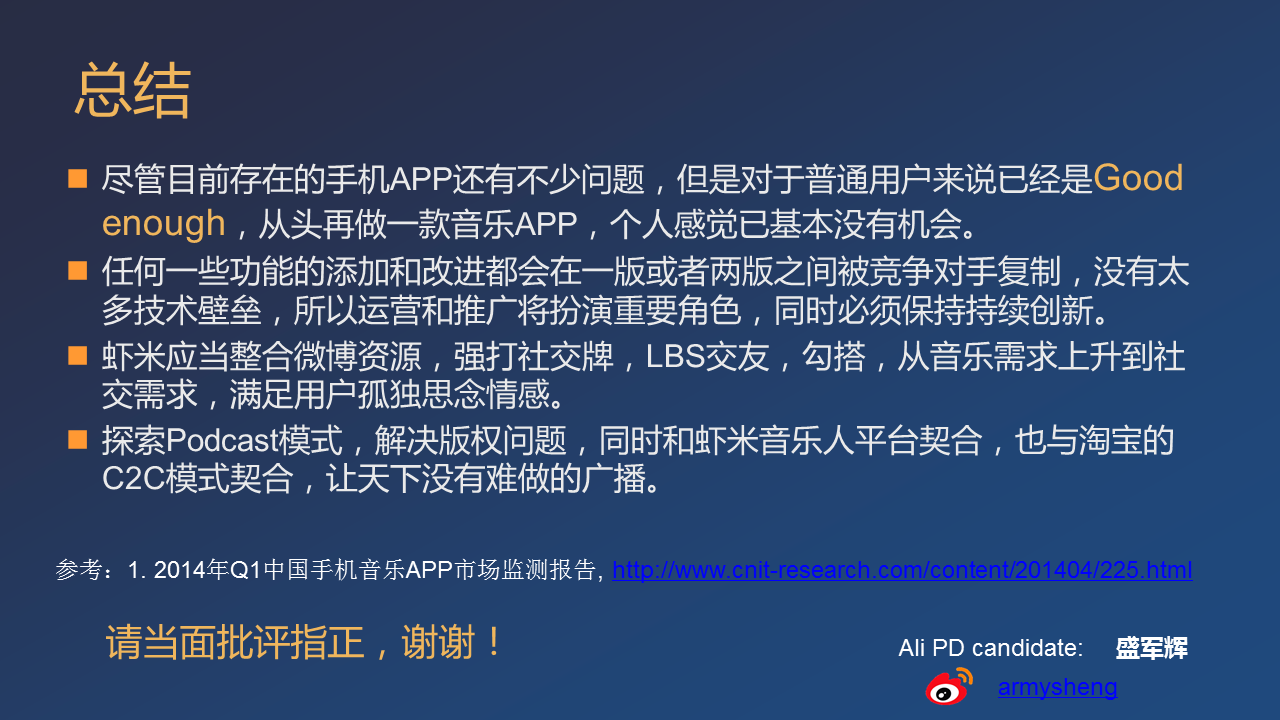 总结
尽管目前存在的手机APP还有不少问题，但是对于普通用户来说已经是Good
enough，从头再做一款音乐APP，个人感觉已基本没有机会。
任何一些功能的添加和改进都会在一版或者两版之间被竞争对手复制，没有太
多技术壁垒，所以运营和推广将扮演重要角色，同时必须保持持续创新。
虾米应当整合微博资源，强打社交牌，LBS交友，勾搭，从音乐需求上升到社
交需求，满足用户孤独思念情感。
探索Podcast模式，解决版权问题，同时和虾米音乐人平台契合，也与淘宝的
C2C模式契合，让天下没有难做的广播。
参考：1. 2014年Q1中国手机音乐APP市场监测报告, http://www.cnit-research.com/content/201404/225.html
请当面批评指正，谢谢！
Ali PD candidate: 盛军辉
armysheng